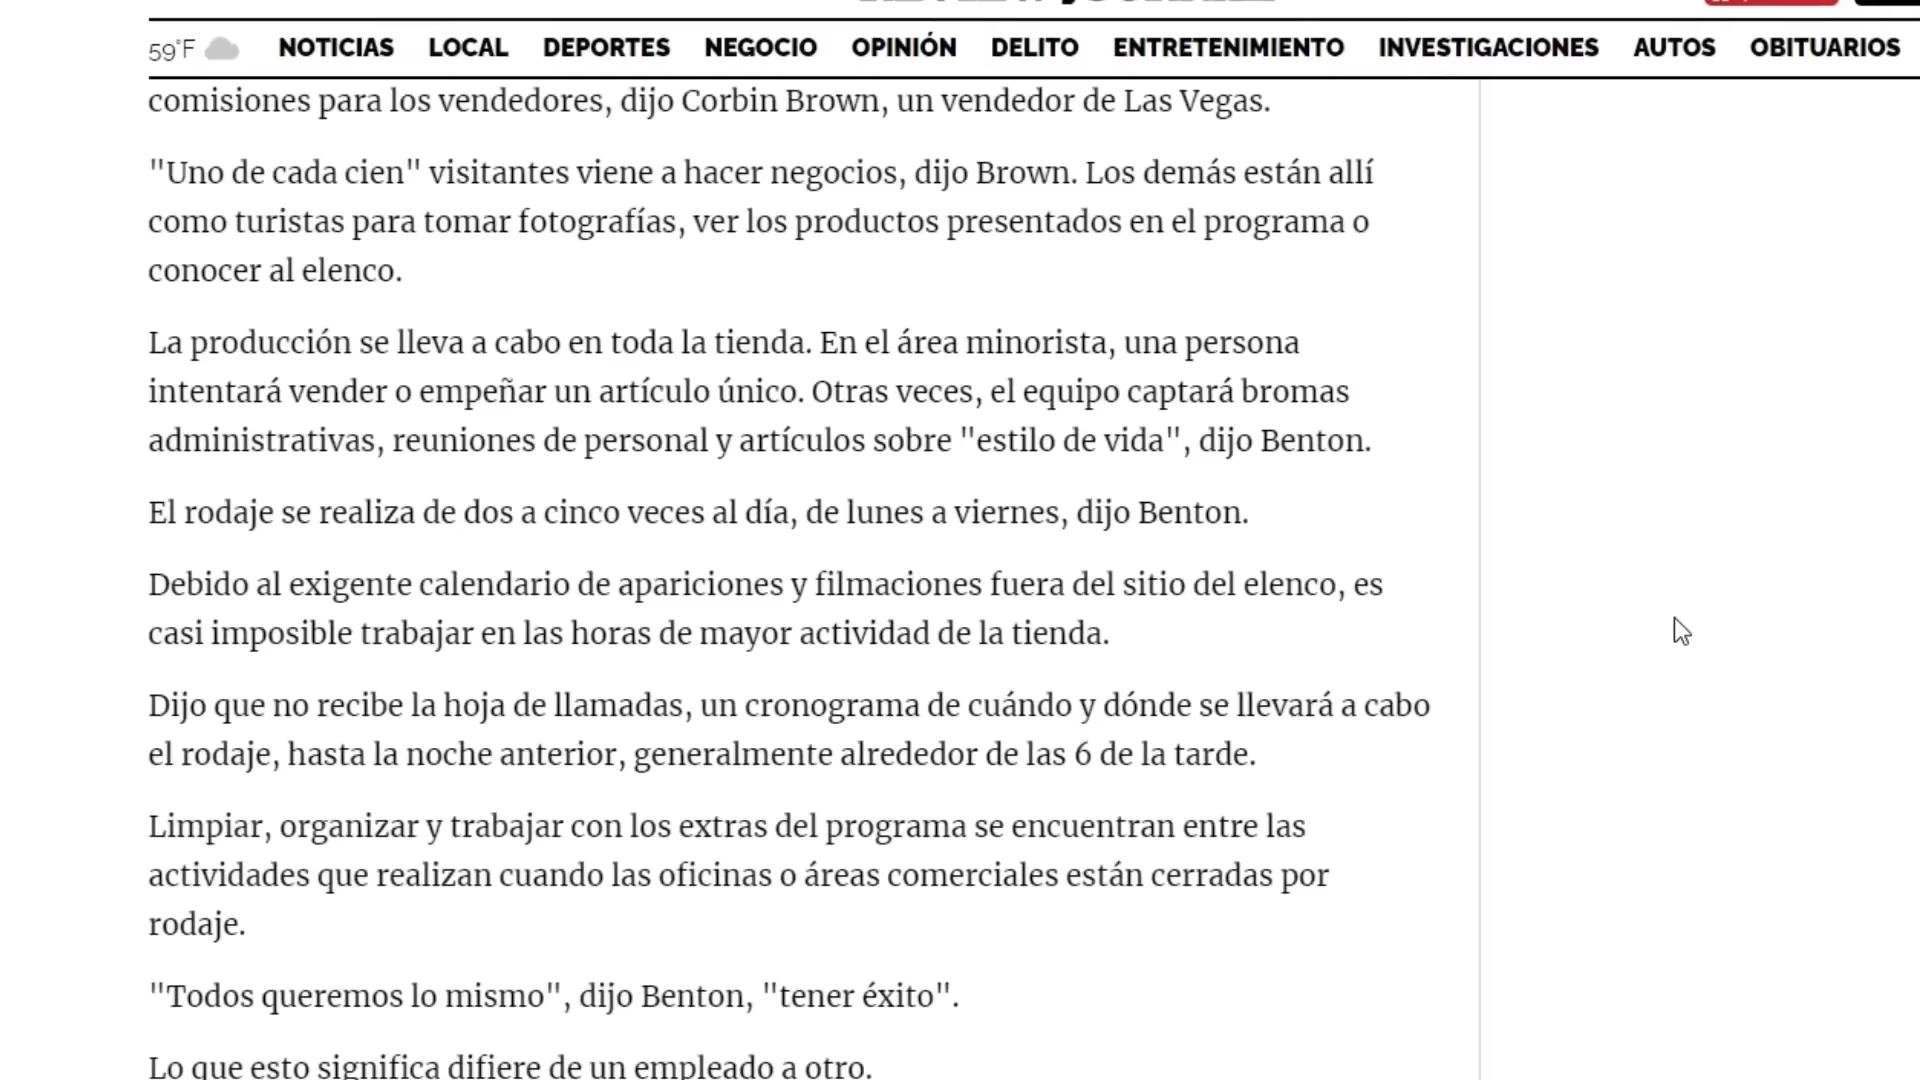 59°F NOTICIAS LOCAL DEPORTES NEGOCIO OPINIÓN DELITO ENTRETENIMIENTO INVESTIGACIONES AUTOS OBITUARIOS
comisiones para los vendedores, dijo Corbin Brown, un vendedor de Las Vegas.
"Uno de cada cien" visitantes viene a hacer negocios, dijo Brown. Los demás están allí
como turistas para tomar fotografías, ver los productos presentados en el programa o
conocer al elenco.
La producción se lleva a cabo en toda la tienda. En el área minorista, una persona
intentará vender o empeñar un artículo único. Otras veces, el equipo captará bromas
administrativas, reuniones de personal y artículos sobre "estilo de vida", dijo Benton.
El rodaje se realiza de dos a cinco veces al día, de lunes a viernes, dijo Benton.
Debido al exigente calendario de apariciones y filmaciones fuera del sitio del elenco, es
casi imposible trabajar en las horas de mayor actividad de la tienda.
Dijo que no recibe la hoja de llamadas, un cronograma de cuándo y dónde se llevará a cabo
el rodaje, hasta la noche anterior, generalmente alrededor de las 6 de la tarde.
Limpiar, organizar y trabajar con los extras del programa se encuentran entre las
actividades que realizan cuando las oficinas o áreas comerciales están cerradas por
rodaje.
"Todos queremos lo mismo", dijo Benton, "tener éxito".
Lo que esto significa difiere de un empleado a otro.